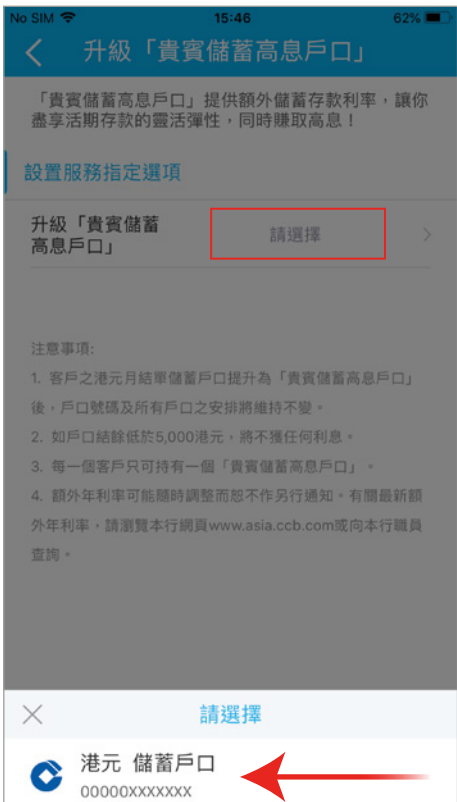 No SIM 15:46 62%
升級「貴賓儲蓄高息戶口」
「貴賓儲蓄高息戶口」提供額外儲蓄存款利率，讓你
盡享活期存款的靈活彈性，同時賺取高息！
設置服務指定選項
升級「貴賓儲蓄
高息戶口」
請選擇
注意事項:
1. 客戶之港元月結單儲蓄戶口提升為「貴賓儲蓄高息戶口」
後，戶口號碼及所有戶口之安排將維持不變。
2. 如戶口結餘低於5,000港元，將不獲任何利息。
3. 每一個客戶只可持有一個「貴賓儲蓄高息戶口」。
4. 額外年利率可能隨時調整而恕不作另行通知。有關最新額
外年利率，請瀏覽本行網頁www.asia.ccb.com或向本行職員
查詢。
請選擇
港元 儲蓄戶口
00000XXXXXXX